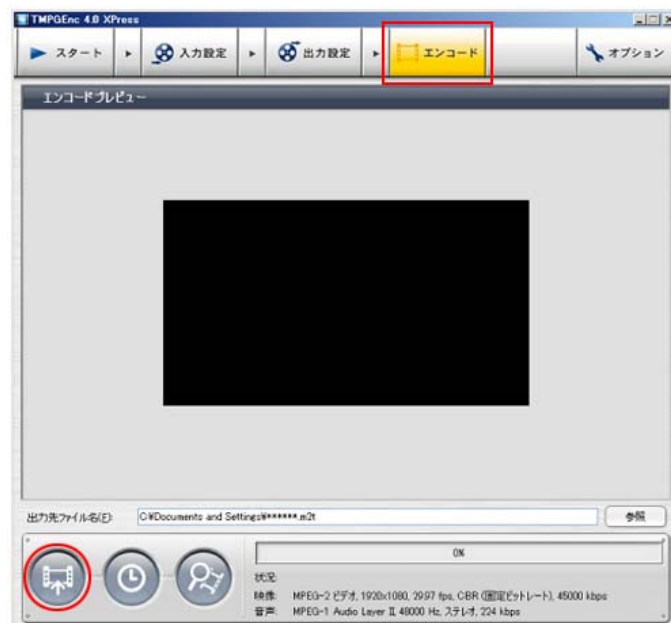 TMPGEnc 4.0 XPress
スタート
入力設定
出力設定
エンコード
オプション
エンコードプレビュー
出力先ファイル名(E):
C:¥Documents and Settings¥******.m2t
参照
0%
状況:
映像: MPEG-2 ビデオ, 1920x1080, 29.97 fps, CBR (固定ビットレート), 45000 kbps
音声: MPEG-1 Audio Layer II, 48000 Hz, ステレオ, 224 kbps